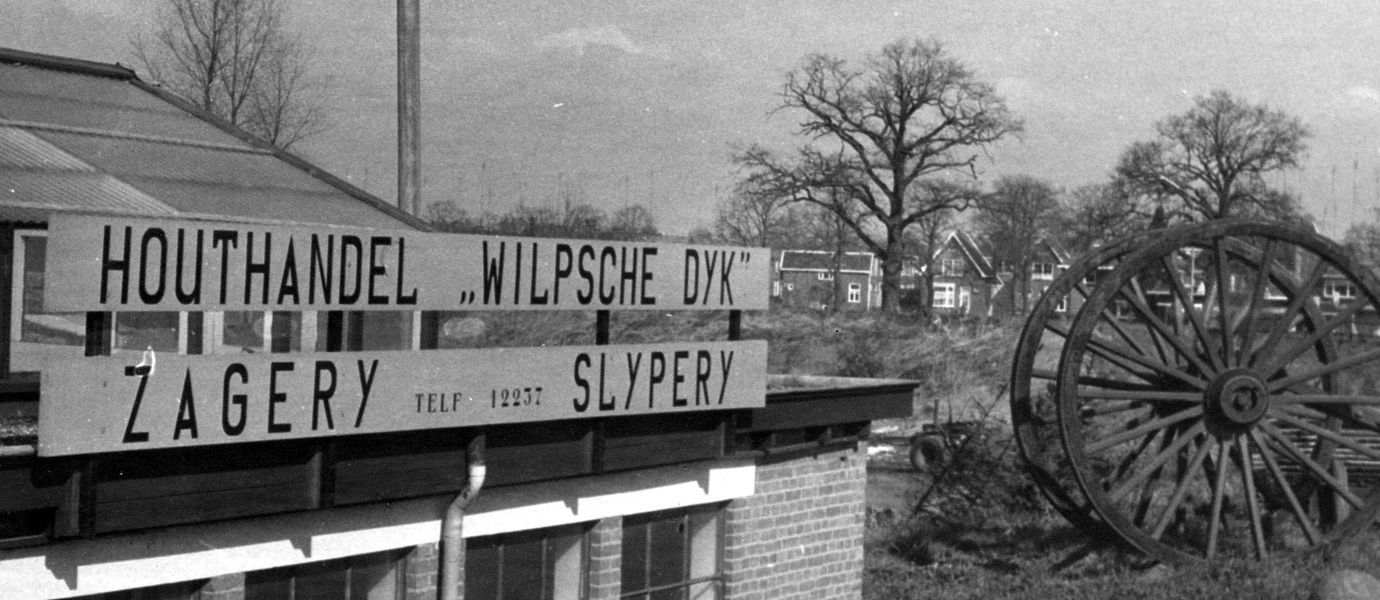 HOUTHANDEL „WILPSCHE DYK”
ZAGERY TELF 12237 SLYPERY